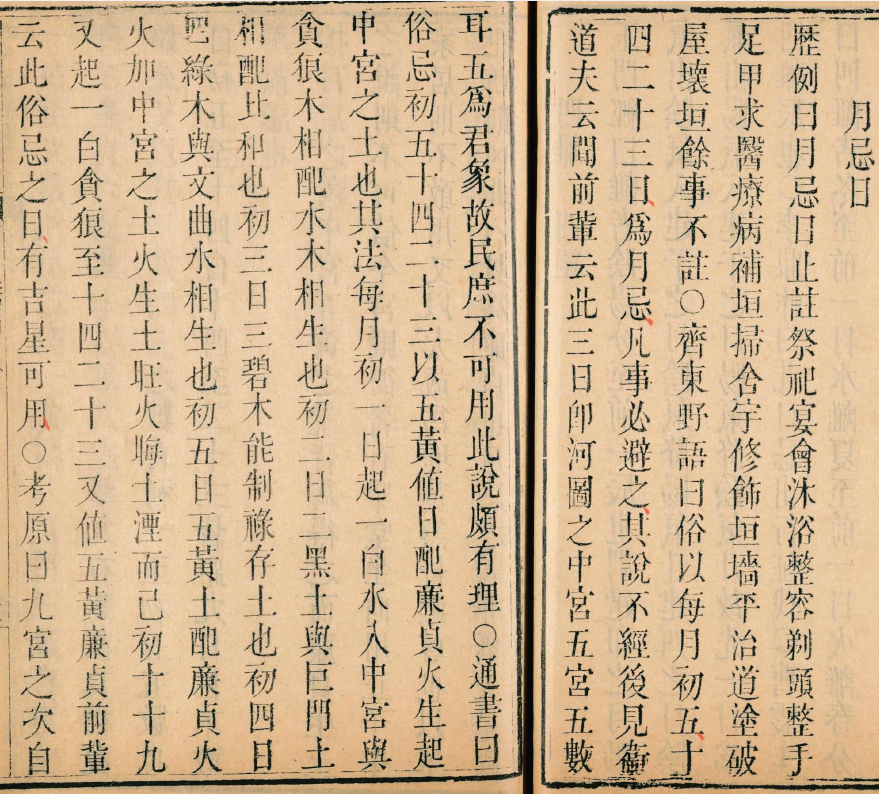 月忌日
歷例曰月忌日止註祭祀宴會沐浴整容剃頭整手
足甲求醫療病補垣掃舍宇修飾垣墻平治道塗破
屋壞垣餘事不註○齊東野語曰俗以每月初五十
四二十三日爲月忌凡事必避之其說不經後見衛
道夫云聞前輩云此三日卽河圖之中宮五宮五數
耳五爲君象故民庶不可用此說頗有理○通書曰
俗忌初五十四二十三以五黃値日配廉貞火生起
中宮之土也其法每月初一日起一白水入中宮與
貪狼木相配水木相生也初二日二黑土與巨門土
相配比和也初三日三碧木能制祿存土也初四日
四綠木與文曲水相生也初五日五黃土配廉貞火
火加中宮之土火生土旺火晦土湮而已初十十九
又起一白貪狼至十四二十三又値五黃廉貞前輩
云此俗忌之日有吉星可用○考原曰九宮之次自